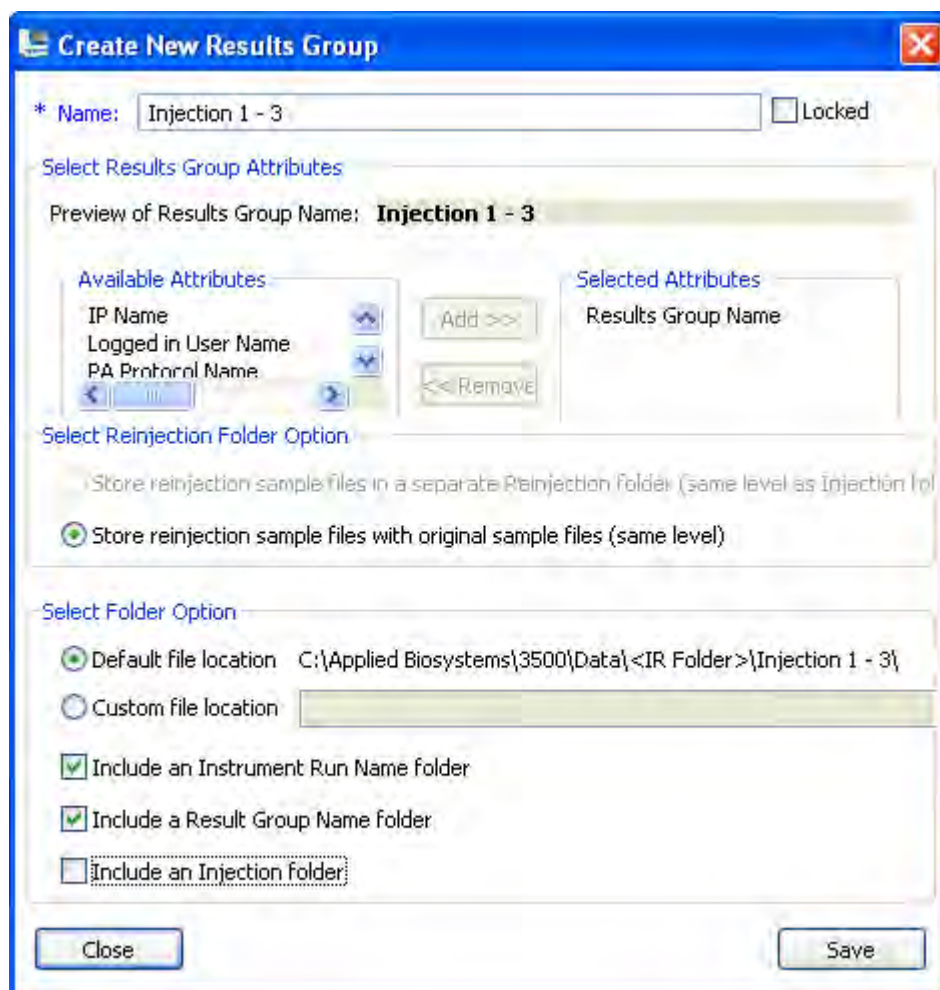 Create New Results Group
* Name: Injection 1 - 3 Locked
Select Results Group Attributes
Preview of Results Group Name: Injection 1 - 3
Available Attributes
IP Name
Logged in User Name
PA Protocol Name
Add >>
<< Remove
Selected Attributes
Results Group Name
Select Reinjection Folder Option
Store reinjection sample files in a separate Reinjection folder (same level as Injection fol
Store reinjection sample files with original sample files (same level)
Select Folder Option
Default file location C:\Applied Biosystems\3500\Data\<IR Folder>\Injection 1 - 3\
Custom file location
Include an Instrument Run Name folder
Include a Result Group Name folder
Include an Injection folder
Close Save